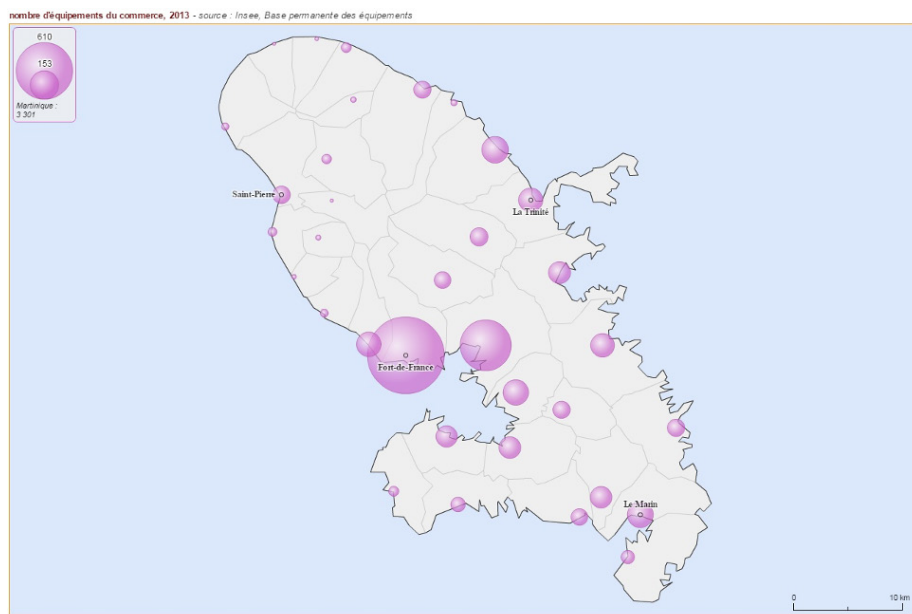 nombre d'équipements du commerce, 2013 - source : Insee, Base permanente des équipements
610
153
Martinique :
3 301
Saint-Pierre
La Trinité
Fort-de-France
Le Marin
0 10 km